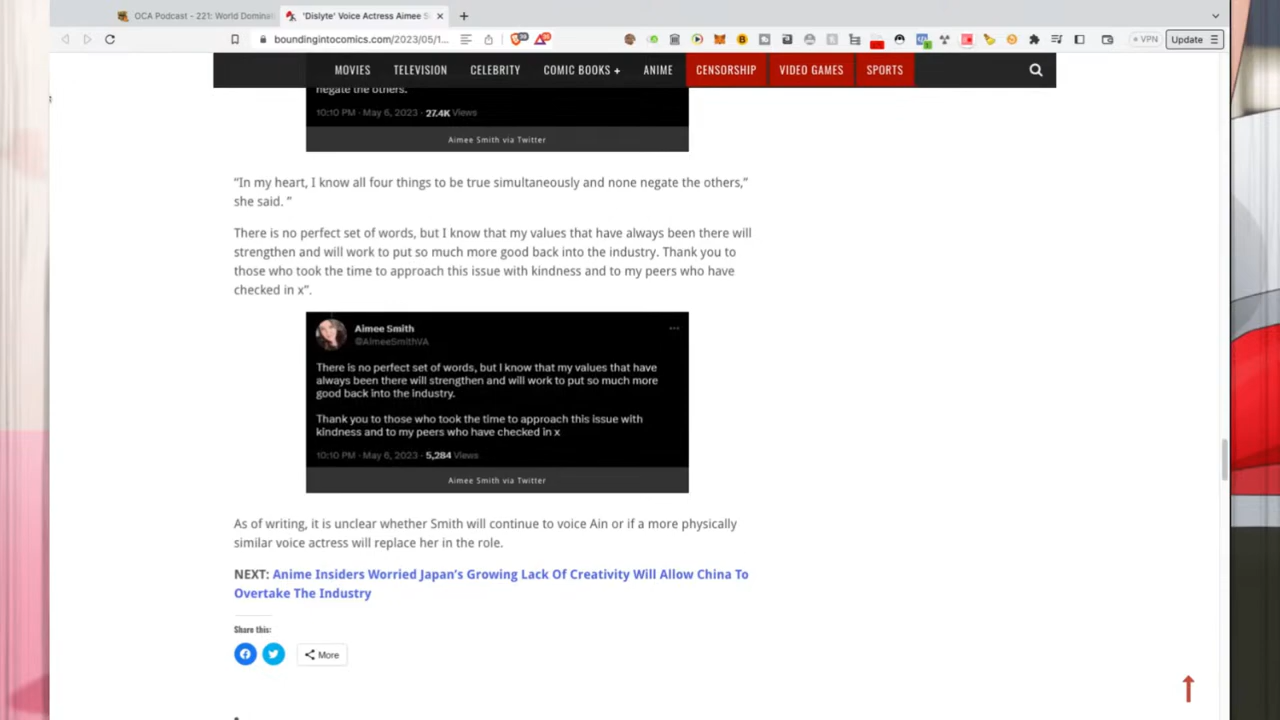 OCA Podcast - 221: World Dominat
'Dislyte' Voice Actress Aimee S
boundingintocomics.com/2023/05/1...
VPN
Update
MOVIES
TELEVISION
CELEBRITY
COMIC BOOKS +
ANIME
CENSORSHIP
VIDEO GAMES
SPORTS
negate the others.
10:10 PM · May 6, 2023 · 27.4K Views
Aimee Smith via Twitter
“In my heart, I know all four things to be true simultaneously and none negate the others,”
she said. ”
There is no perfect set of words, but I know that my values that have always been there will
strengthen and will work to put so much more good back into the industry. Thank you to
those who took the time to approach this issue with kindness and to my peers who have
checked in x”.
Aimee Smith
@AimeeSmithVA
There is no perfect set of words, but I know that my values that have
always been there will strengthen and will work to put so much more
good back into the industry.
Thank you to those who took the time to approach this issue with
kindness and to my peers who have checked in x
10:10 PM · May 6, 2023 · 5,284 Views
Aimee Smith via Twitter
As of writing, it is unclear whether Smith will continue to voice Ain or if a more physically
similar voice actress will replace her in the role.
NEXT: Anime Insiders Worried Japan’s Growing Lack Of Creativity Will Allow China To
Overtake The Industry
Share this:
More